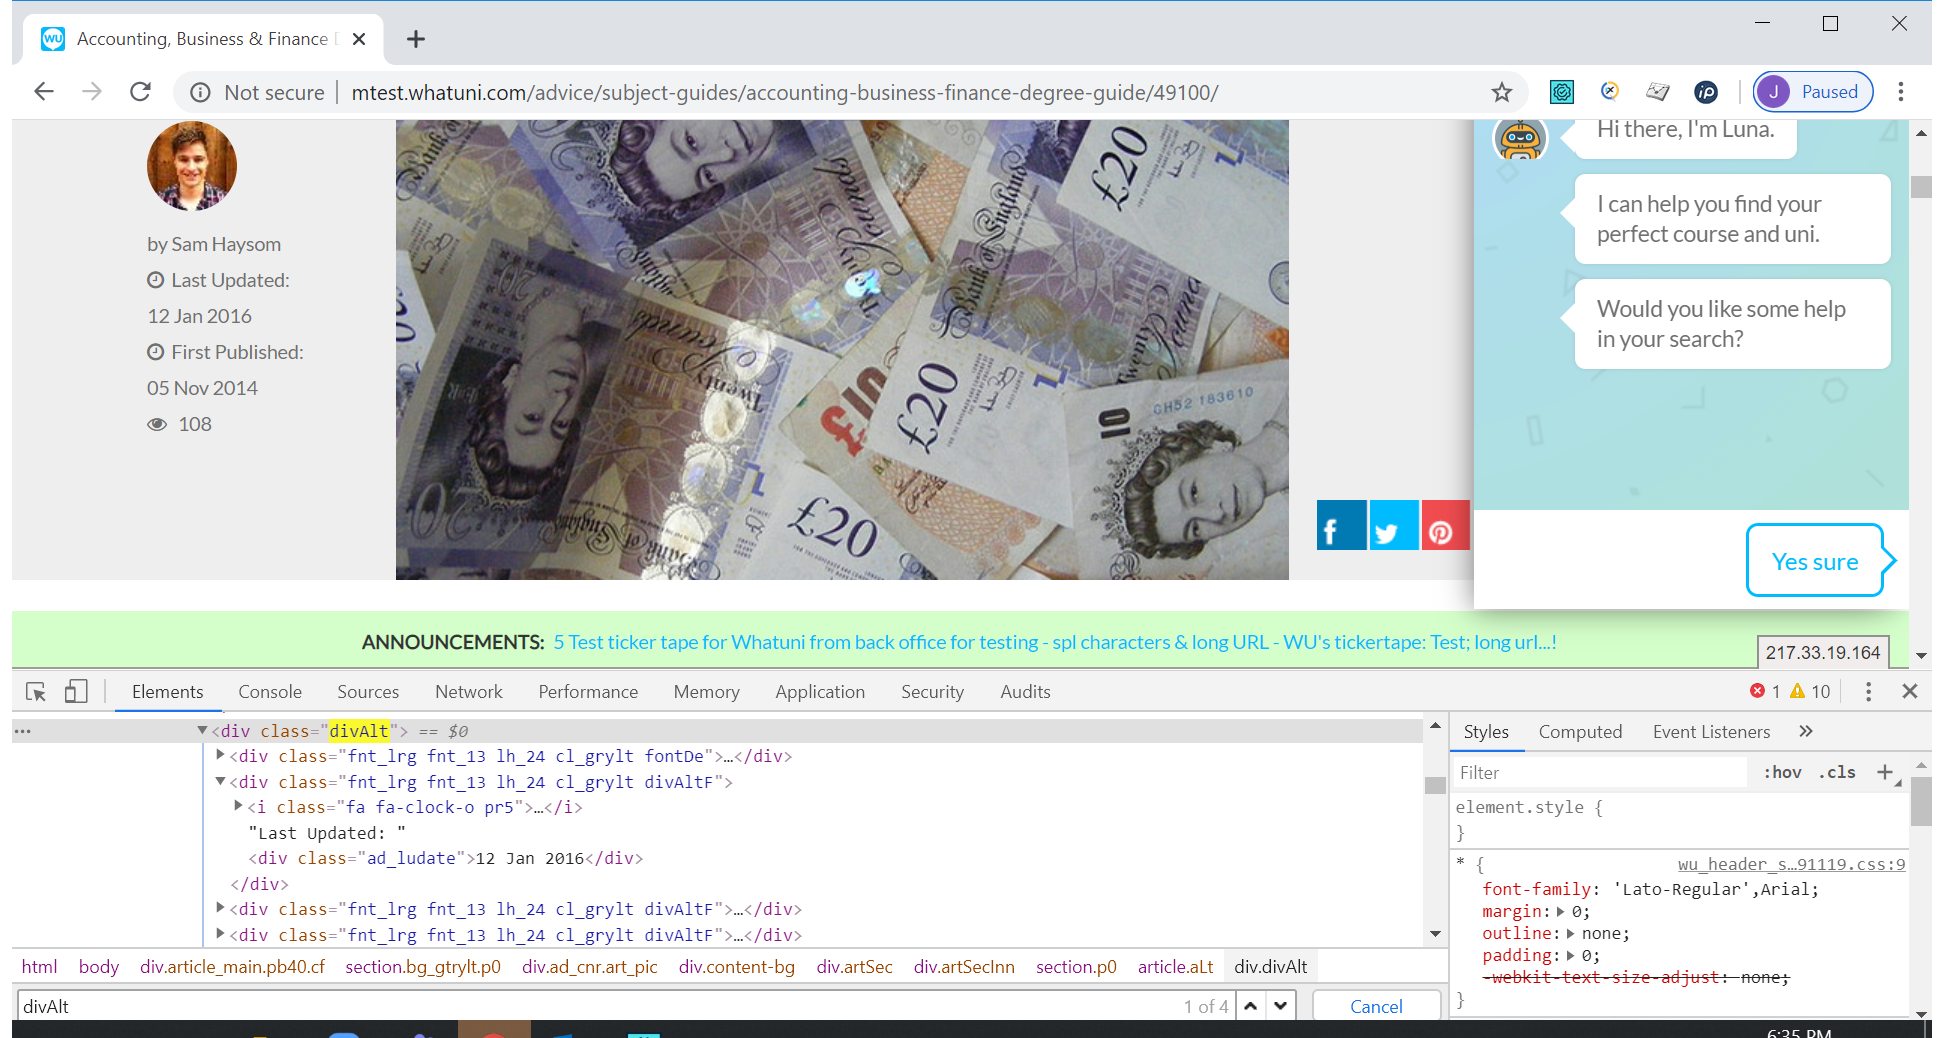 Accounting, Business & Finance D
Not secure
mtest.whatuni.com/advice/subject-guides/accounting-business-finance-degree-guide/49100/
J Paused
by Sam Haysom
Last Updated:
12 Jan 2016
First Published:
05 Nov 2014
108
£20
£20
£20
£10
10
20
CH52 183610
Hi there, I'm Luna.
I can help you find your
perfect course and uni.
Would you like some help
in your search?
Yes sure
ANNOUNCEMENTS: 5 Test ticker tape for Whatuni from back office for testing - spl characters & long URL - WU's tickertape: Test; long url...!
217.33.19.164
Elements Console Sources Network Performance Memory Application Security Audits 1 10
<div class="divAlt"> == $0
<div class="fnt_lrg fnt_13 lh_24 cl_grylt fontDe">…</div>
<div class="fnt_lrg fnt_13 lh_24 cl_grylt divAltF">
<i class="fa fa-clock-o pr5">…</i>
"Last Updated: "
<div class="ad_ludate">12 Jan 2016</div>
</div>
<div class="fnt_lrg fnt_13 lh_24 cl_grylt divAltF">…</div>
<div class="fnt_lrg fnt_13 lh_24 cl_grylt divAltF">…</div>
html body div.article_main.pb40.cf section.bg_gtrylt.p0 div.ad_cnr.art_pic div.content-bg div.artSec div.artSecInn section.p0 article.aLt div.divAlt
divAlt 1 of 4 Cancel
Styles Computed Event Listeners »
Filter :hov .cls +
element.style {
}
* { wu_header_s…91119.css:9
font-family: 'Lato-Regular',Arial;
margin: 0;
outline: none;
padding: 0;
-webkit-text-size-adjust: none;
}
6:35 PM